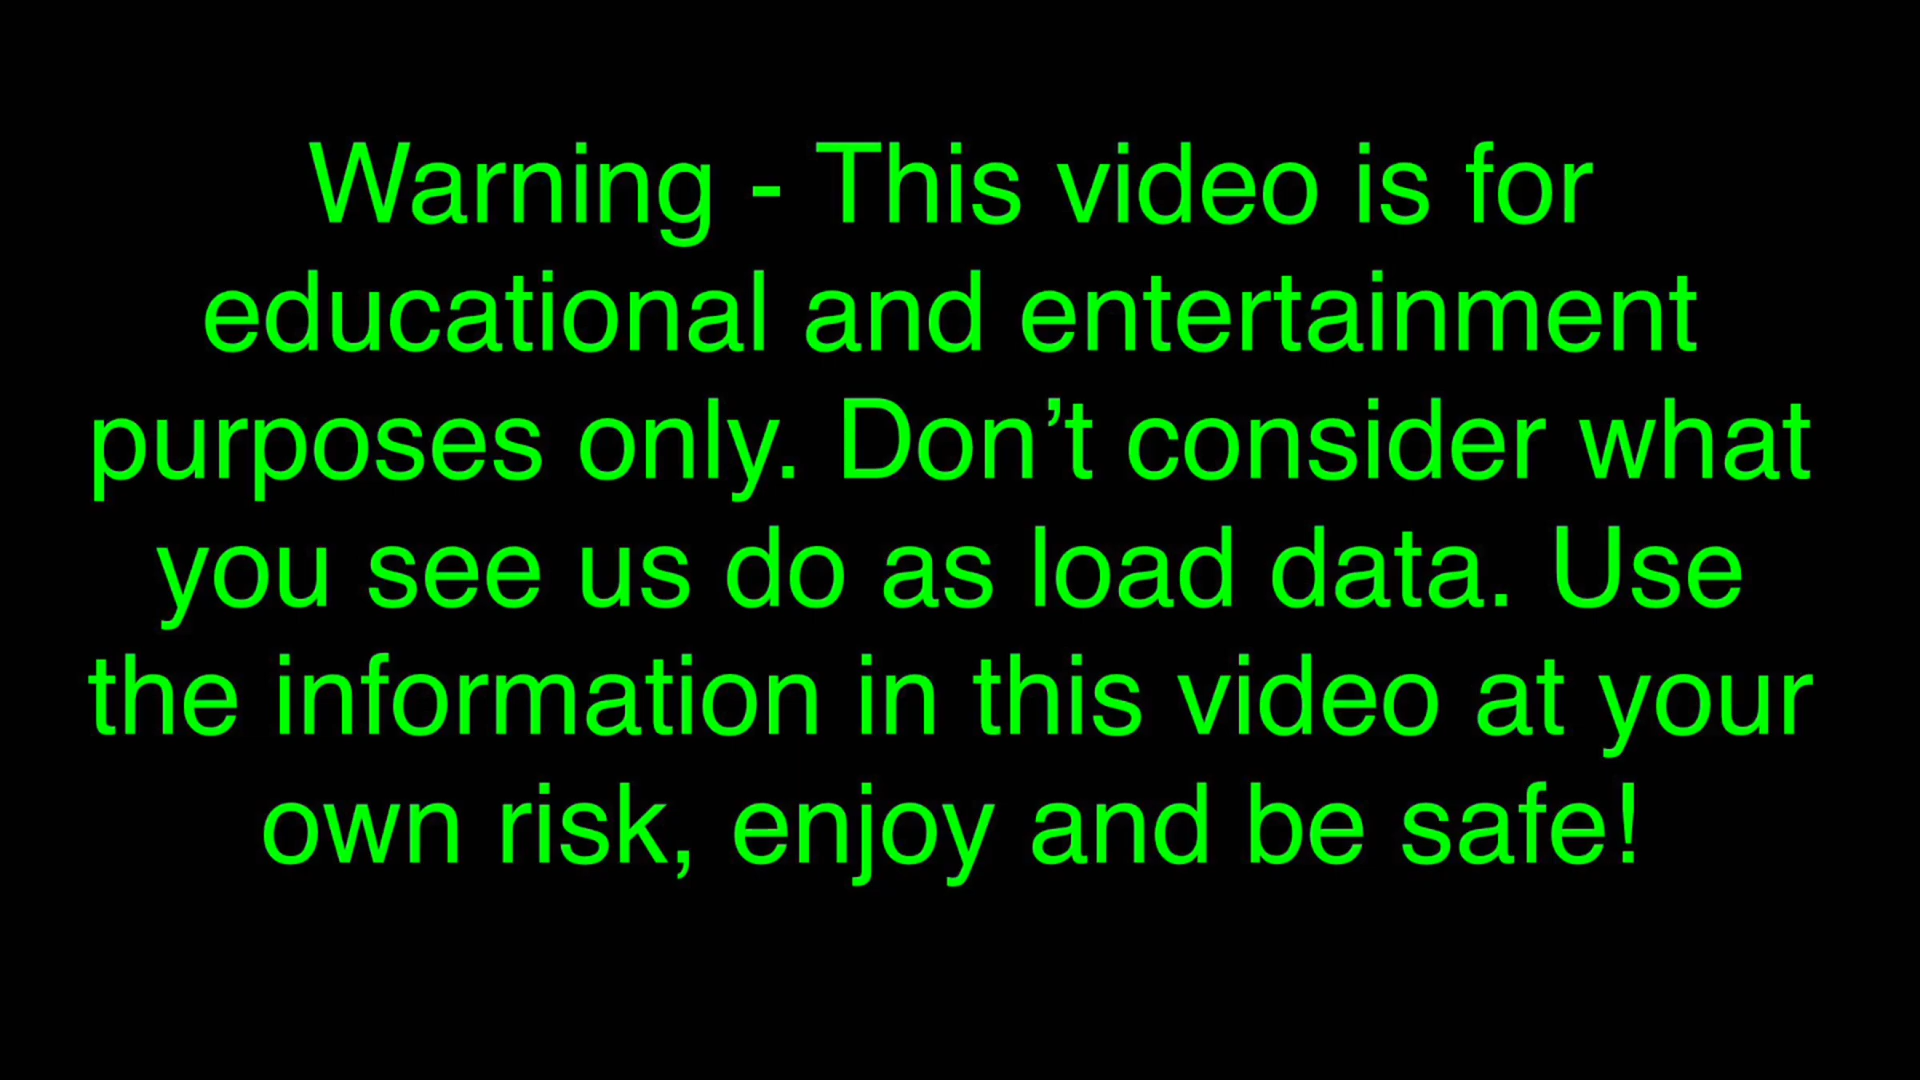 Warning - This video is for
educational and entertainment
purposes only. Don’t consider what
you see us do as load data. Use
the information in this video at your
own risk, enjoy and be safe!